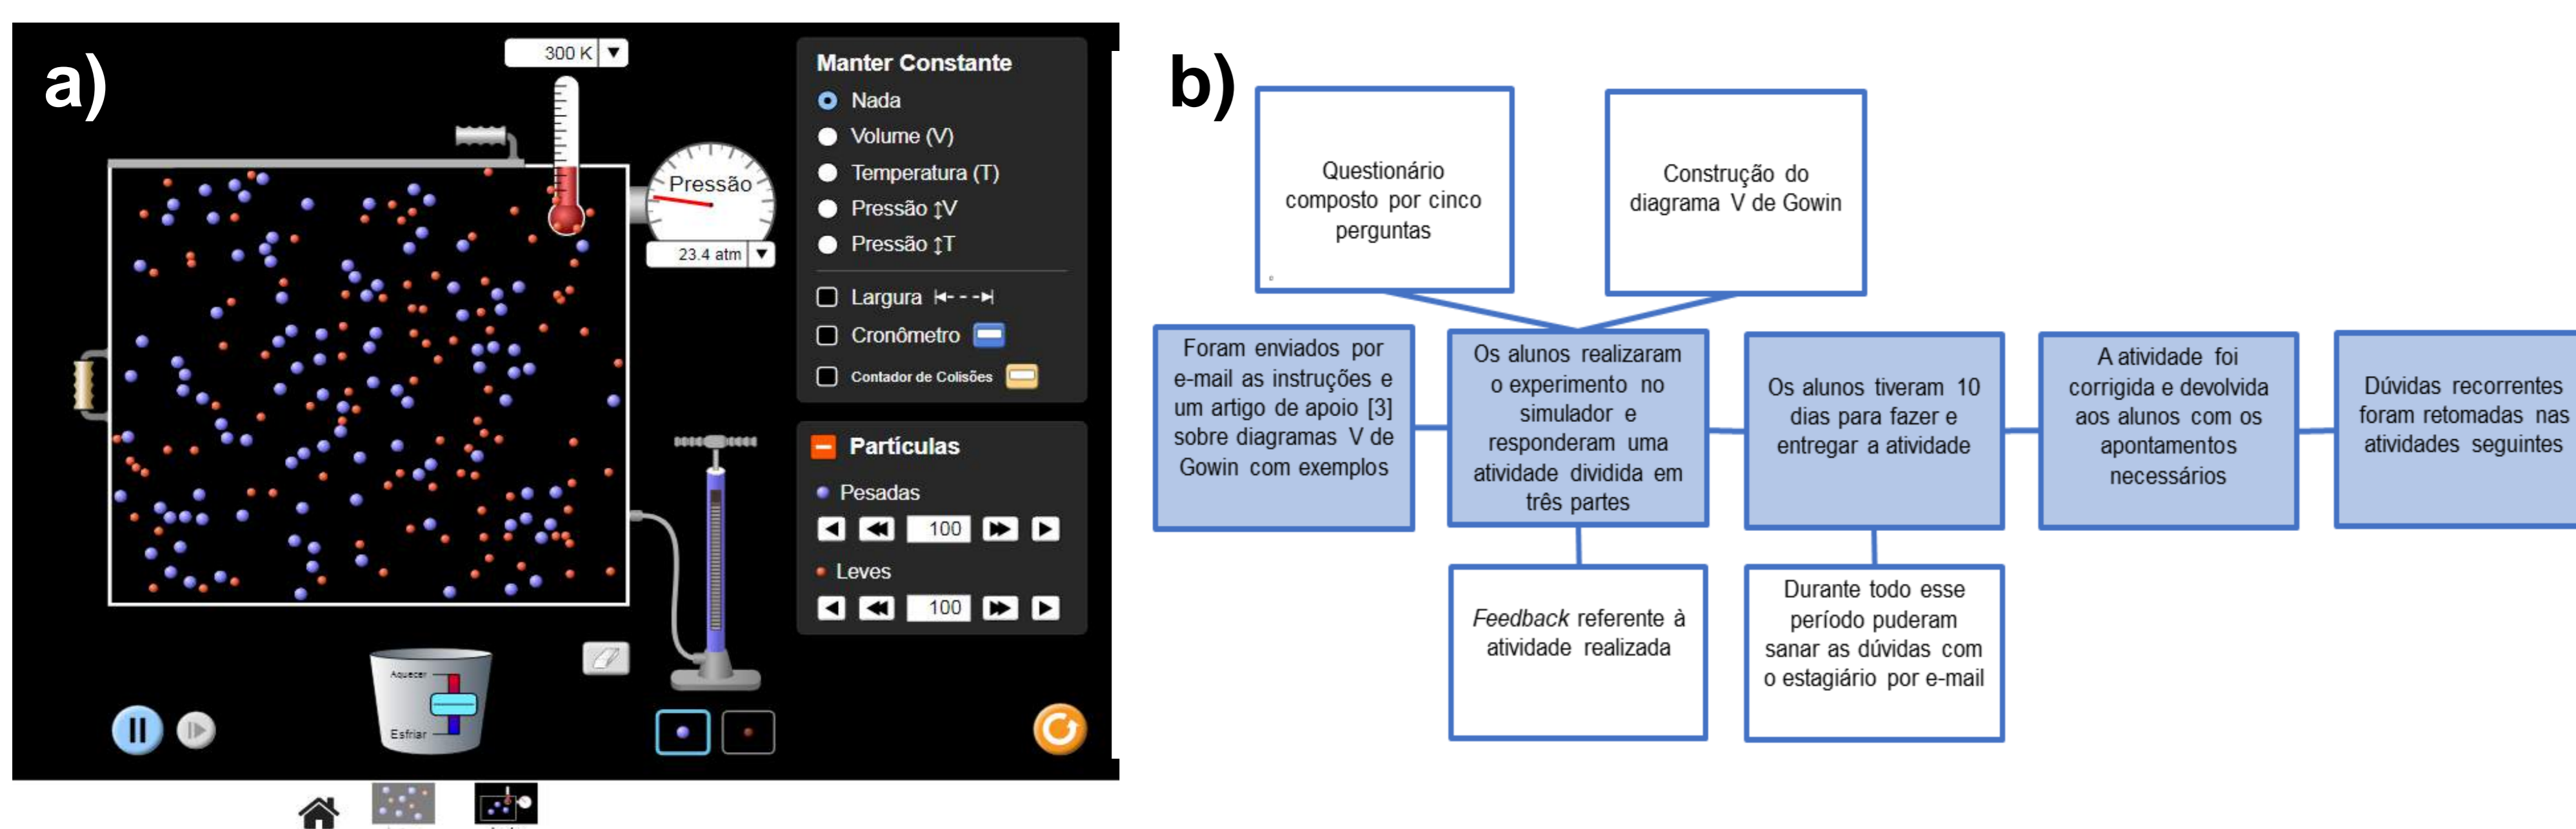 a)
300 K
Pressão
23.4 atm
Manter Constante
Nada
Volume (V)
Temperatura (T)
Pressão ↕V
Pressão ↕T
Largura
Cronômetro
Contador de Colisões
Partículas
Pesadas
100
Leves
100
Aquecer
Esfriar
b)
Questionário
composto por cinco
perguntas
Construção do
diagrama V de Gowin
Foram enviados por
e-mail as instruções e
um artigo de apoio [3]
sobre diagramas V de
Gowin com exemplos
Os alunos realizaram
o experimento no
simulador e
responderam uma
atividade dividida em
três partes
Os alunos tiveram 10
dias para fazer e
entregar a atividade
A atividade foi
corrigida e devolvida
aos alunos com os
apontamentos
necessários
Dúvidas recorrentes
foram retomadas nas
atividades seguintes
Feedback referente à
atividade realizada
Durante todo esse
período puderam
sanar as dúvidas com
o estagiário por e-mail